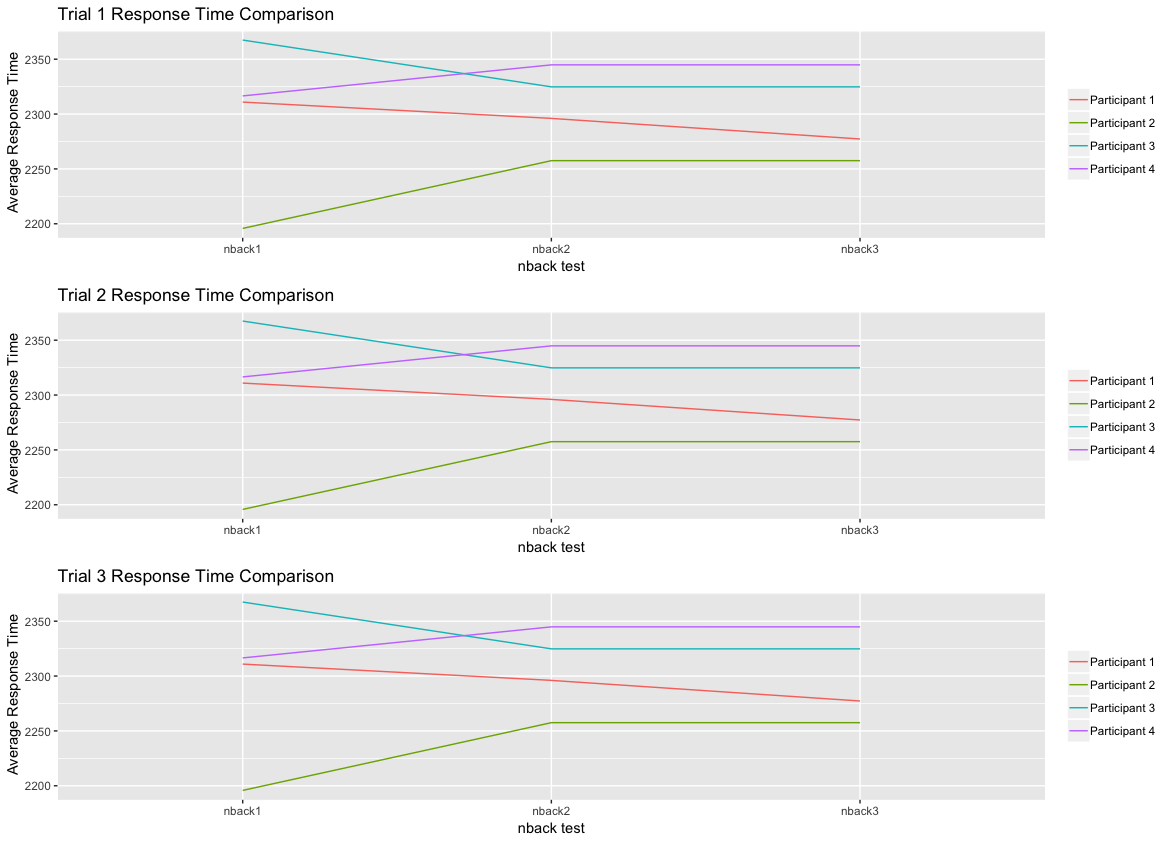 Trial 1 Response Time Comparison
Average Response Time
2350
2300
2250
2200
nback1 nback2 nback3
nback test
Participant 1
Participant 2
Participant 3
Participant 4
Trial 2 Response Time Comparison
Average Response Time
2350
2300
2250
2200
nback1 nback2 nback3
nback test
Participant 1
Participant 2
Participant 3
Participant 4
Trial 3 Response Time Comparison
Average Response Time
2350
2300
2250
2200
nback1 nback2 nback3
nback test
Participant 1
Participant 2
Participant 3
Participant 4